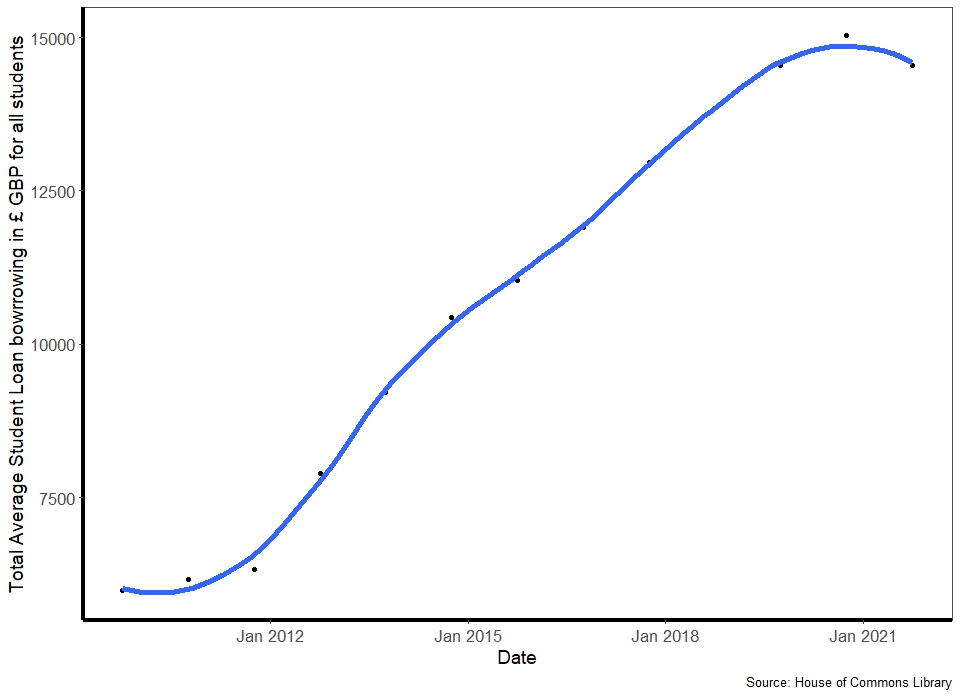 Total Average Student Loan bowrrowing in £ GBP for all students
15000
12500
10000
7500
Jan 2012 Jan 2015 Jan 2018 Jan 2021
Date
Source: House of Commons Library